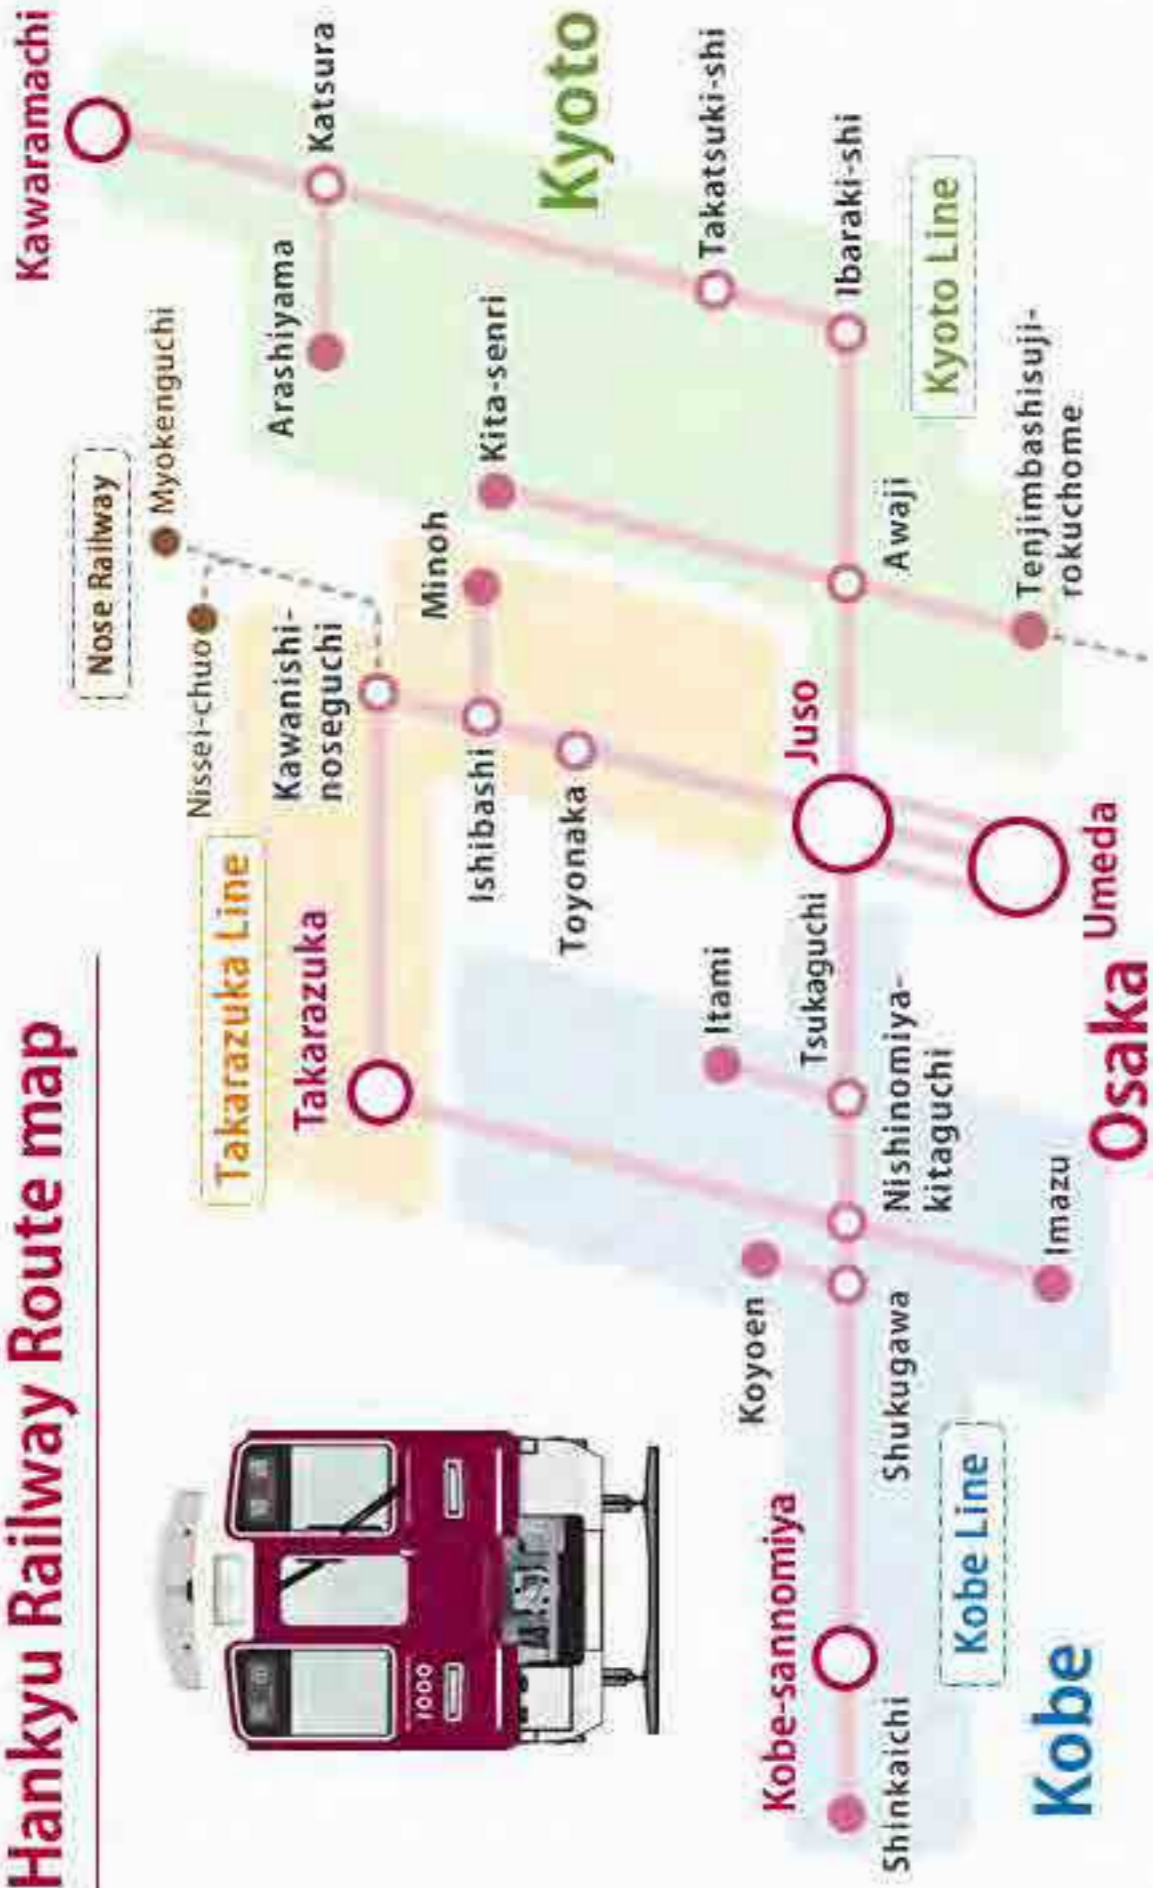 Hankyu Railway Route map
Nose Railway
Kawaramachi
Nissei-chuo
Myokenguchi
Takarazuka Line
Takarazuka
Kawanishi-
noseguchi
Arashiyama
Katsura
Minoh
Kita-senri
Ishibashi
Toyonaka
Kyoto
Takatsuki-shi
Itami
Koyoen
Kobe-sannomiya
Tsukaguchi
Juso
Awaji
Ibaraki-shi
Shinkaichi
Shukugawa
Nishinomiya-
kitaguchi
Kyoto Line
Kobe Line
Imazu
Tenjimbashisuji-
rokuchome
Kobe
Osaka
Umeda
1000